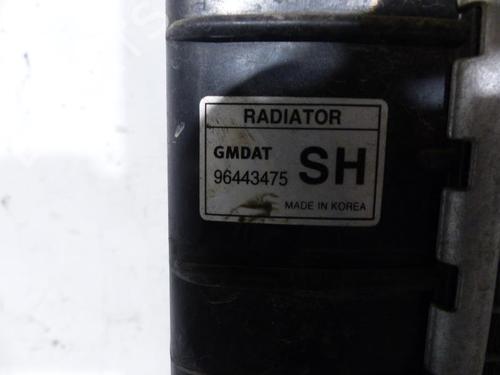 RADIATOR
GMDAT SH
96443475
MADE IN KOREA